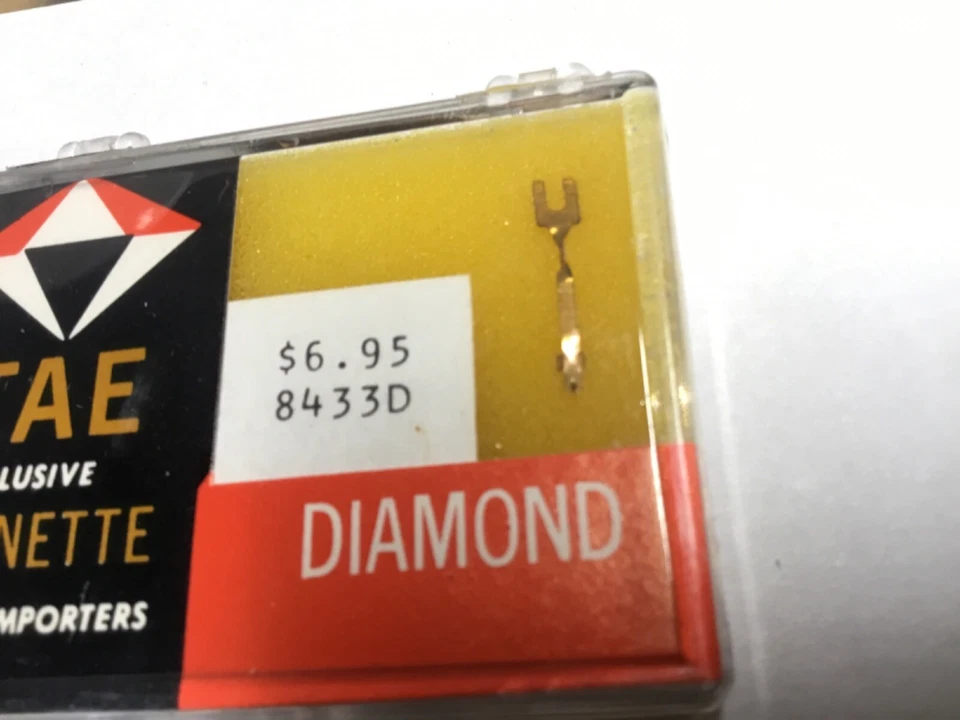 TAE
LUSIVE
NETTE
MPORTERS
$6.95
8433D
DIAMOND